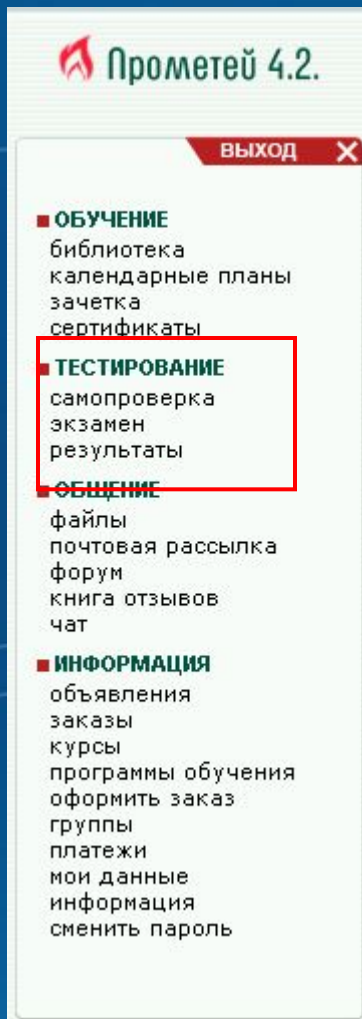 Прометей 4.2.
ВЫХОД
ОБУЧЕНИЕ
библиотека
календарные планы
зачетка
сертификаты
ТЕСТИРОВАНИЕ
самопроверка
экзамен
результаты
ОБЩЕНИЕ
файлы
почтовая рассылка
форум
книга отзывов
чат
ИНФОРМАЦИЯ
объявления
заказы
курсы
программы обучения
оформить заказ
группы
платежи
мои данные
информация
сменить пароль